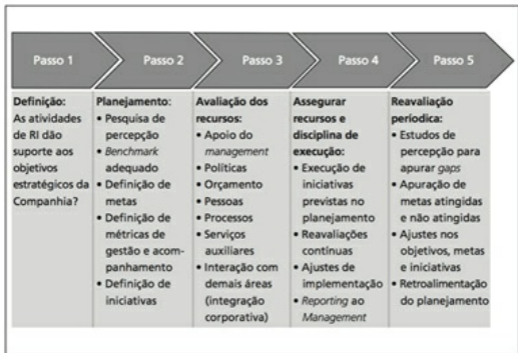 Passo 1
Passo 2
Passo 3
Passo 4
Passo 5
Definição:
As atividades
de RI dão
suporte aos
objetivos
estratégicos da
Companhia?
Planejamento:
• Pesquisa de
percepção
• Benchmark
adequado
• Definição de
metas
• Definição de
métricas de
gestão e acom-
panhamento
• Definição de
iniciativas
Avaliação dos
recursos:
• Apoio do
management
• Políticas
• Orçamento
• Pessoas
• Processos
• Serviços
auxiliares
• Interação com
demais áreas
(integração
corporativa)
Assegurar
recursos e
disciplina de
execução:
• Execução de
iniciativas
previstas no
planejamento
• Reavaliações
contínuas
• Ajustes de
implementação
• Reporting ao
Management
Reavaliação
periódica:
• Estudos de
percepção para
apurar gaps
• Apuração de
metas atingidas
e não atingidas
• Ajustes nos
objetivos, metas
e iniciativas
• Retroalimentação
do planejamento